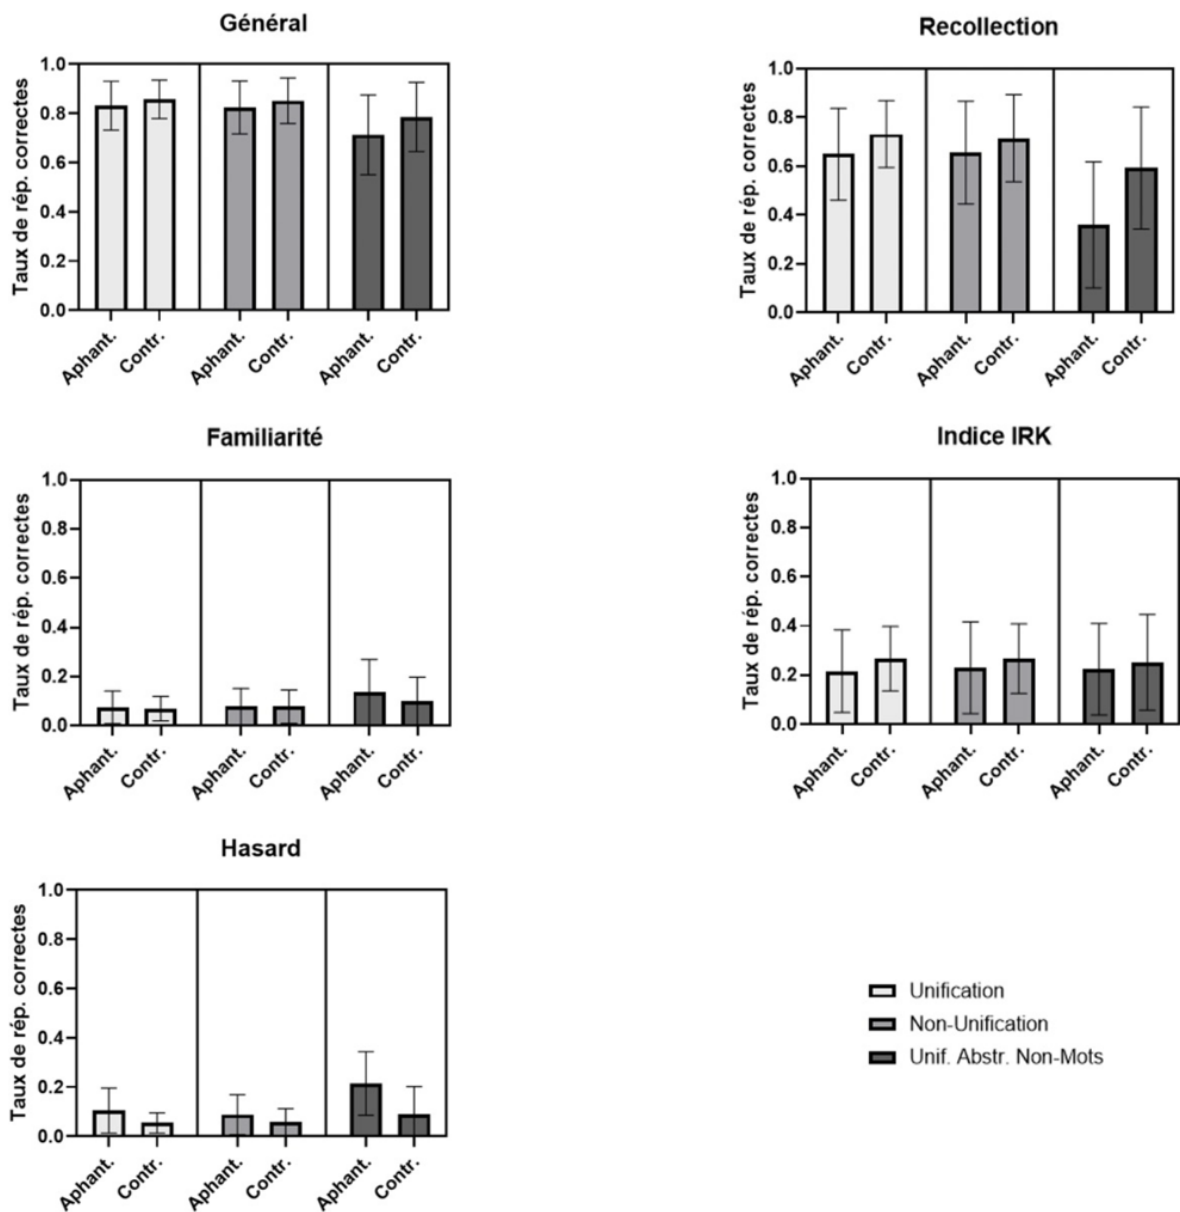 Général
Taux de rép. correctes
1.0
0.8
0.6
0.4
0.2
0.0
Aphant. Contr. Aphant. Contr. Aphant. Contr.
Recollection
Taux de rép. correctes
1.0
0.8
0.6
0.4
0.2
0.0
Aphant. Contr. Aphant. Contr. Aphant. Contr.
Familiarité
Taux de rép. correctes
1.0
0.8
0.6
0.4
0.2
0.0
Aphant. Contr. Aphant. Contr. Aphant. Contr.
Indice IRK
Taux de rép. correctes
1.0
0.8
0.6
0.4
0.2
0.0
Aphant. Contr. Aphant. Contr. Aphant. Contr.
Hasard
Taux de rép. correctes
1.0
0.8
0.6
0.4
0.2
0.0
Aphant. Contr. Aphant. Contr. Aphant. Contr.
Unification
Non-Unification
Unif. Abstr. Non-Mots